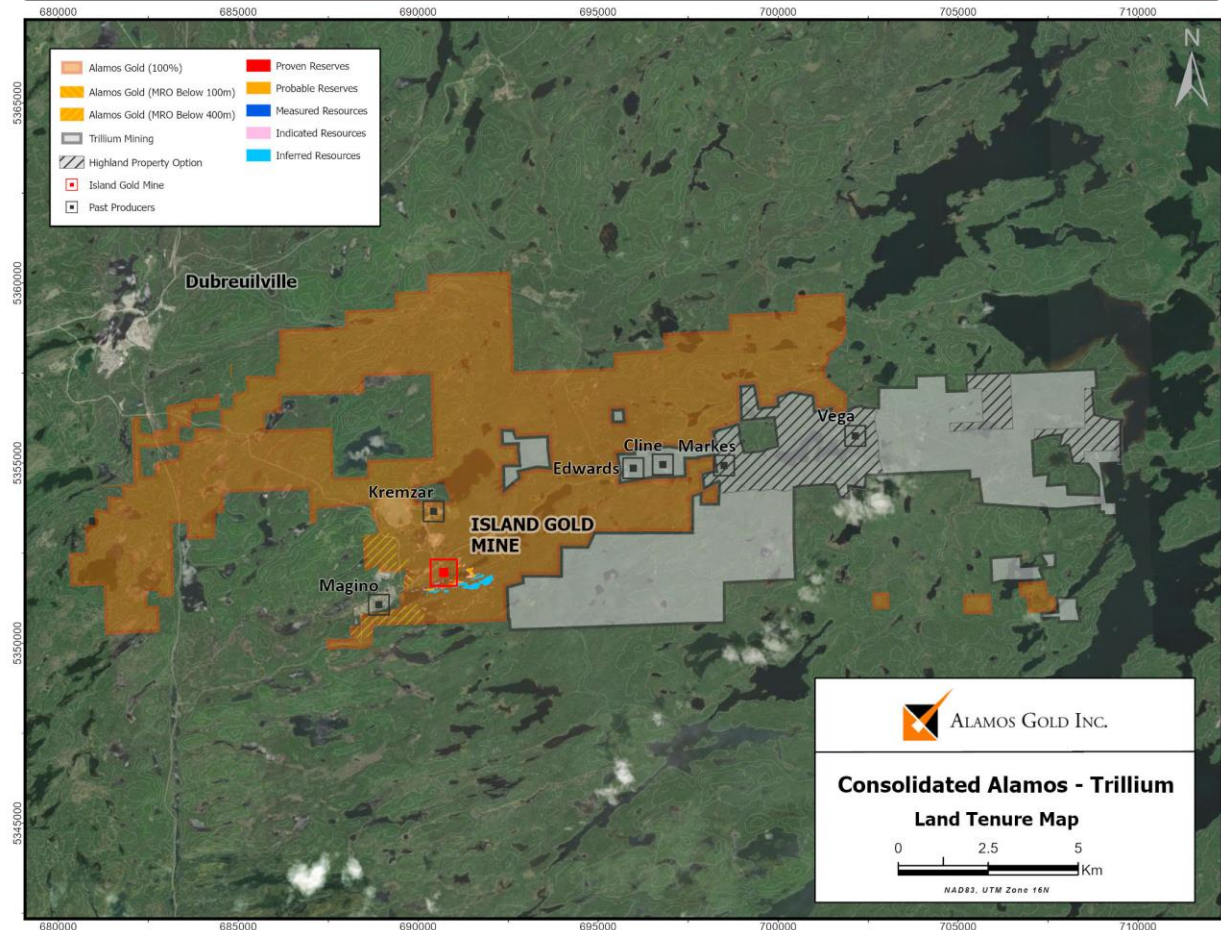 680000 685000 690000 695000 700000 705000 710000
N
Alamos Gold (100%)
Alamos Gold (MRO Below 100m)
Alamos Gold (MRO Below 400m)
Trillium Mining
Highland Property Option
Island Gold Mine
Past Producers
Proven Reserves
Probable Reserves
Measured Resources
Indicated Resources
Inferred Resources
5365000
5360000
5355000
5350000
5345000
Dubreuilville
Vega
Cline Markes
Edwards
Kremzar
ISLAND GOLD
MINE
Magino
ALAMOS GOLD INC.
Consolidated Alamos - Trillium
Land Tenure Map
0 2.5 5
Km
NAD83, UTM Zone 16N
680000 685000 690000 695000 700000 705000 710000